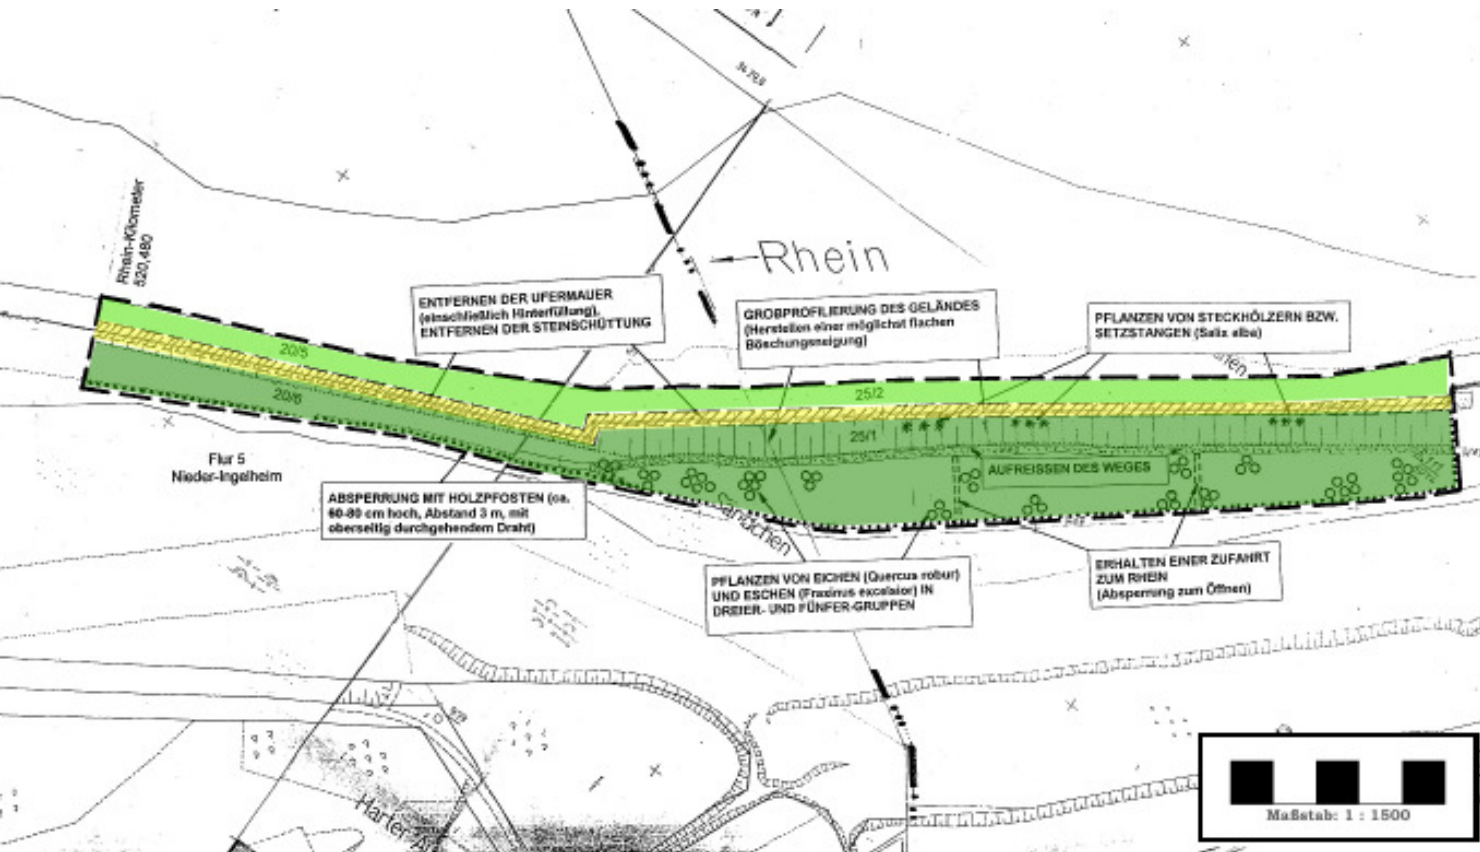 3479,9
Rhein-Kilometer
520,480
Rhein
ENTFERNEN DER UFERMAUER
(einschließlich Hinterfüllung),
ENTFERNEN DER STEINSCHÜTTUNG
GROBPROFILIERUNG DES GELÄNDES
(Herstellen einer möglichst flachen
Böschungsneigung)
PFLANZEN VON STECKHÖLZERN BZW.
SETZSTANGEN (Salix alba)
20/5
20/6
25/2
25/1
AUFREISSEN DES WEGES
Flur 5
Nieder-Ingelheim
ABSPERRUNG MIT HOLZPFOSTEN (ca.
60-80 cm hoch, Abstand 3 m, mit
oberseitig durchgehendem Draht)
PFLANZEN VON EICHEN (Quercus robur)
UND ESCHEN (Fraxinus excelsior) IN
DREIER- UND FÜNFER-GRUPPEN
ERHALTEN EINER ZUFAHRT
ZUM RHEIN
(Absperrung zum Öffnen)
Harter
Maßstab: 1 : 1500